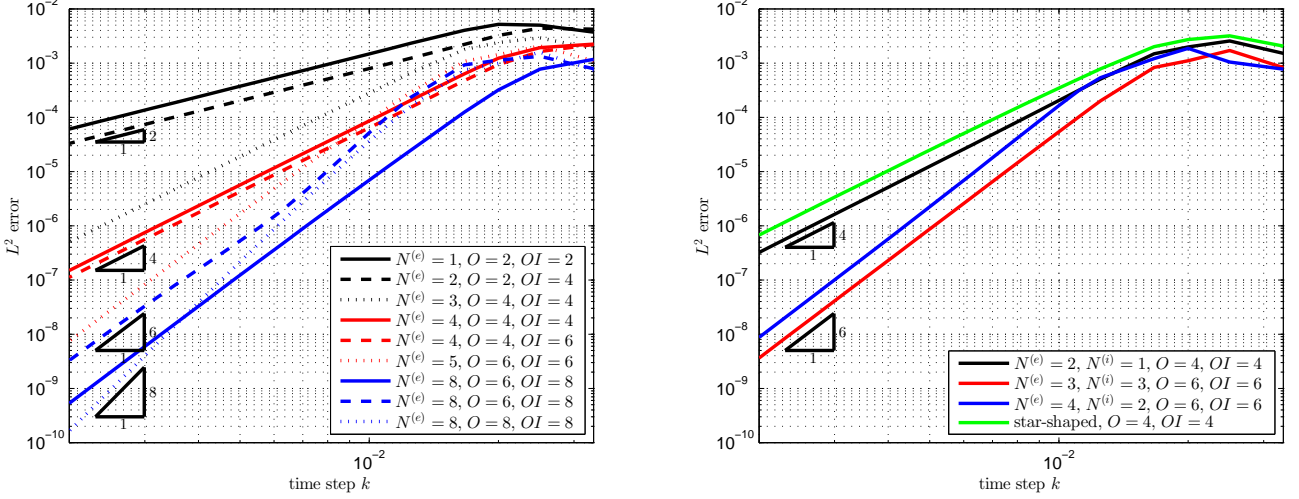 10^-2
10^-3
10^-4
10^-5
10^-6
10^-7
10^-8
10^-9
10^-10
L^2 error
2
1
4
1
6
1
8
1
N^(e) = 1, O = 2, OI = 2
N^(e) = 2, O = 2, OI = 4
N^(e) = 3, O = 4, OI = 4
N^(e) = 4, O = 4, OI = 4
N^(e) = 4, O = 4, OI = 6
N^(e) = 5, O = 6, OI = 6
N^(e) = 8, O = 6, OI = 8
N^(e) = 8, O = 6, OI = 8
N^(e) = 8, O = 8, OI = 8
10^-2
time step k
10^-2
10^-3
10^-4
10^-5
10^-6
10^-7
10^-8
10^-9
10^-10
L^2 error
4
1
6
1
N^(e) = 2, N^(i) = 1, O = 4, OI = 4
N^(e) = 3, N^(i) = 3, O = 6, OI = 6
N^(e) = 4, N^(i) = 2, O = 6, OI = 6
star-shaped, O = 4, OI = 4
10^-2
time step k